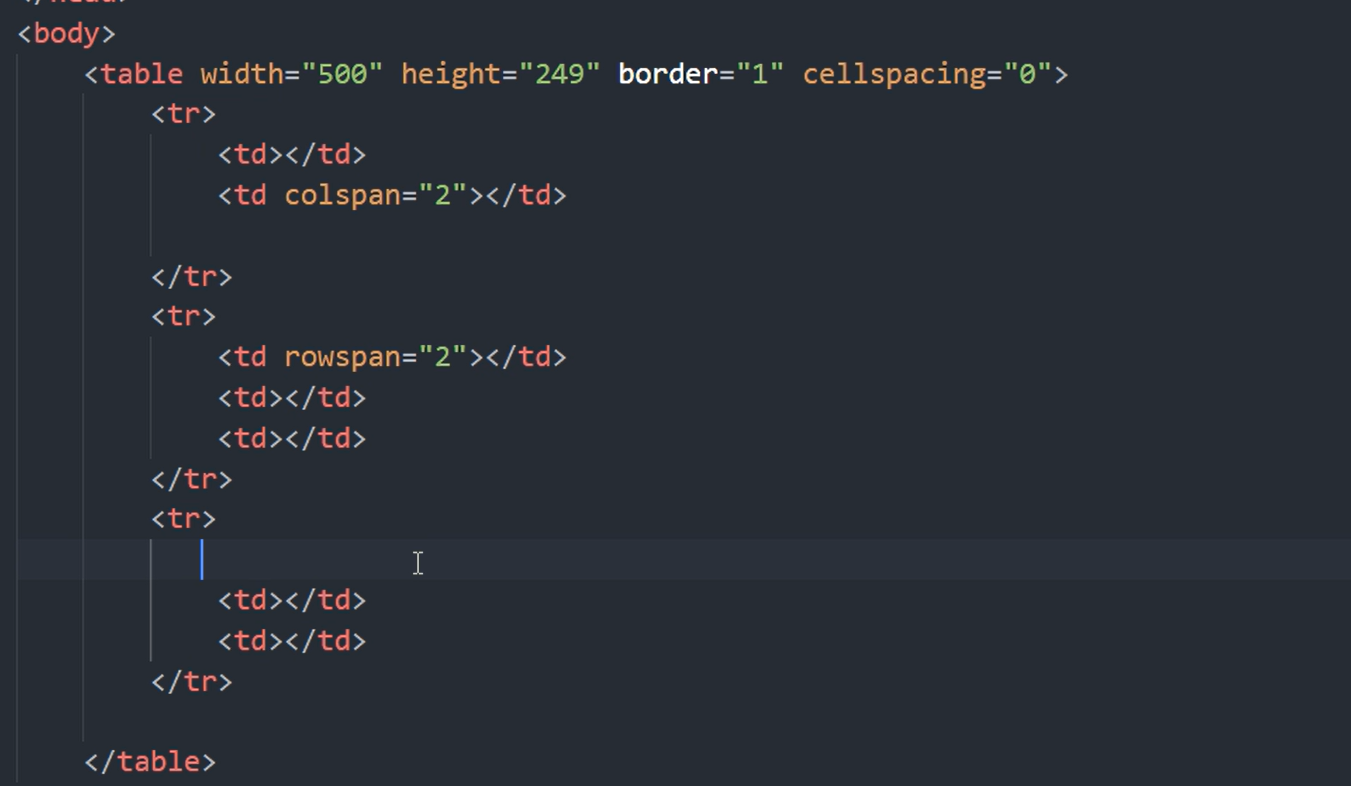 </head>
<body>
<table width="500" height="249" border="1" cellspacing="0">
<tr>
<td></td>
<td colspan="2"></td>
</tr>
<tr>
<td rowspan="2"></td>
<td></td>
<td></td>
</tr>
<tr>
<td></td>
<td></td>
</tr>
</table>